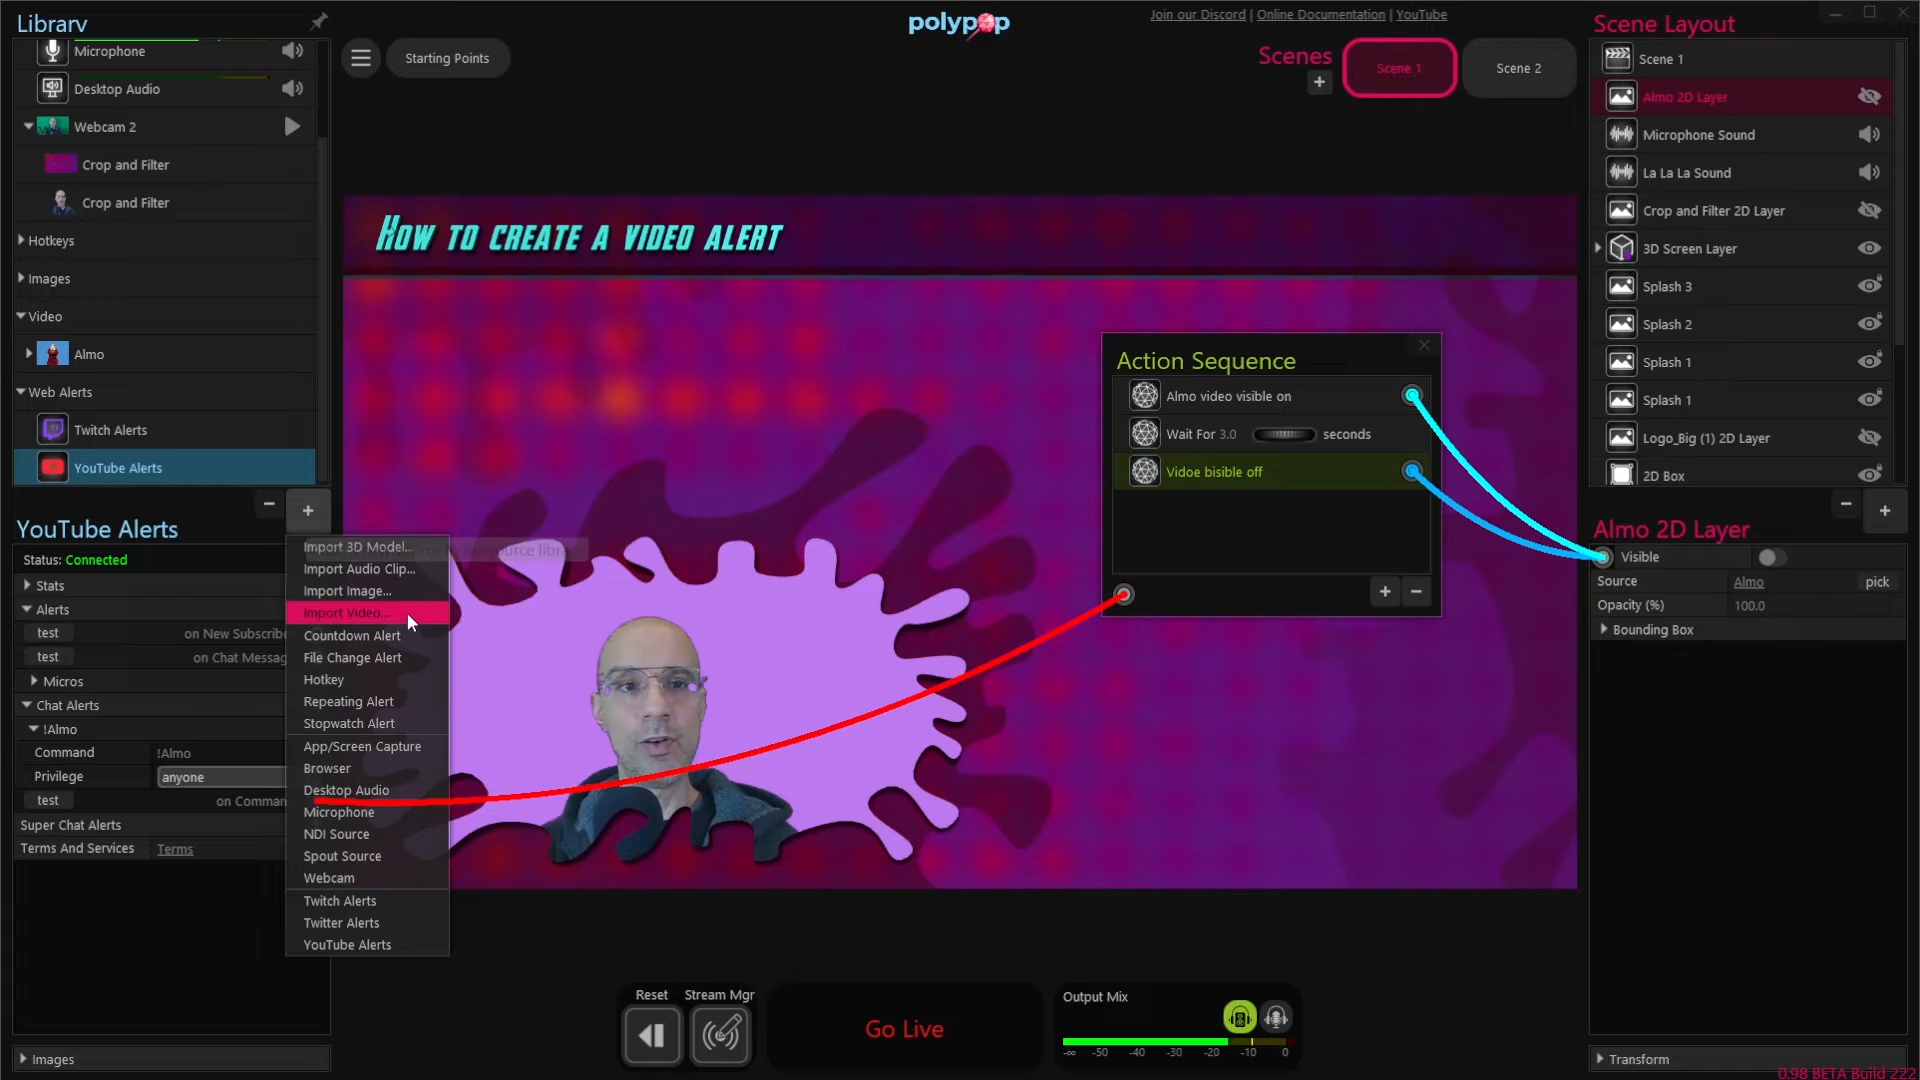 Library
Microphone
Desktop Audio
Webcam 2
Crop and Filter
Crop and Filter
Hotkeys
Images
Video
Almo
Web Alerts
Twitch Alerts
YouTube Alerts
YouTube Alerts
Status: Connected
Stats
Alerts
test on New Subscribe
test on Chat Messag
Micros
Chat Alerts
!Almo
Command !Almo
Privilege anyone
test on Comman
Super Chat Alerts
Terms And Services Terms
Images
Import 3D Model...
Import Audio Clip...
Import Image...
Import Video...
Countdown Alert
File Change Alert
Hotkey
Repeating Alert
Stopwatch Alert
App/Screen Capture
Browser
Desktop Audio
Microphone
NDI Source
Spout Source
Webcam
Twitch Alerts
Twitter Alerts
YouTube Alerts
Starting Points
polypop
Join our Discord | Online Documentation | YouTube
Scenes
Scene 1
Scene 2
How to create a video alert
Action Sequence
Almo video visible on
Wait For 3.0 seconds
Vidoe bisible off
Reset Stream Mgr
Go Live
Output Mix
-∞ -50 -40 -30 -20 -10 0
Scene Layout
Scene 1
Almo 2D Layer
Microphone Sound
La La La Sound
Crop and Filter 2D Layer
3D Screen Layer
Splash 3
Splash 2
Splash 1
Splash 1
Logo_Big (1) 2D Layer
2D Box
Almo 2D Layer
Visible
Source Almo pick
Opacity (%) 100.0
Bounding Box
Transform
0.98 BETA Build 222